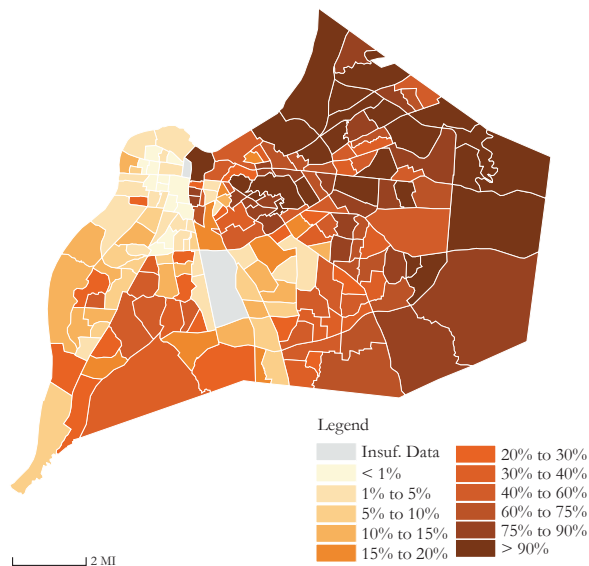 Legend
Insuf. Data
< 1%
1% to 5%
5% to 10%
10% to 15%
15% to 20%
20% to 30%
30% to 40%
40% to 60%
60% to 75%
75% to 90%
> 90%
2 MI